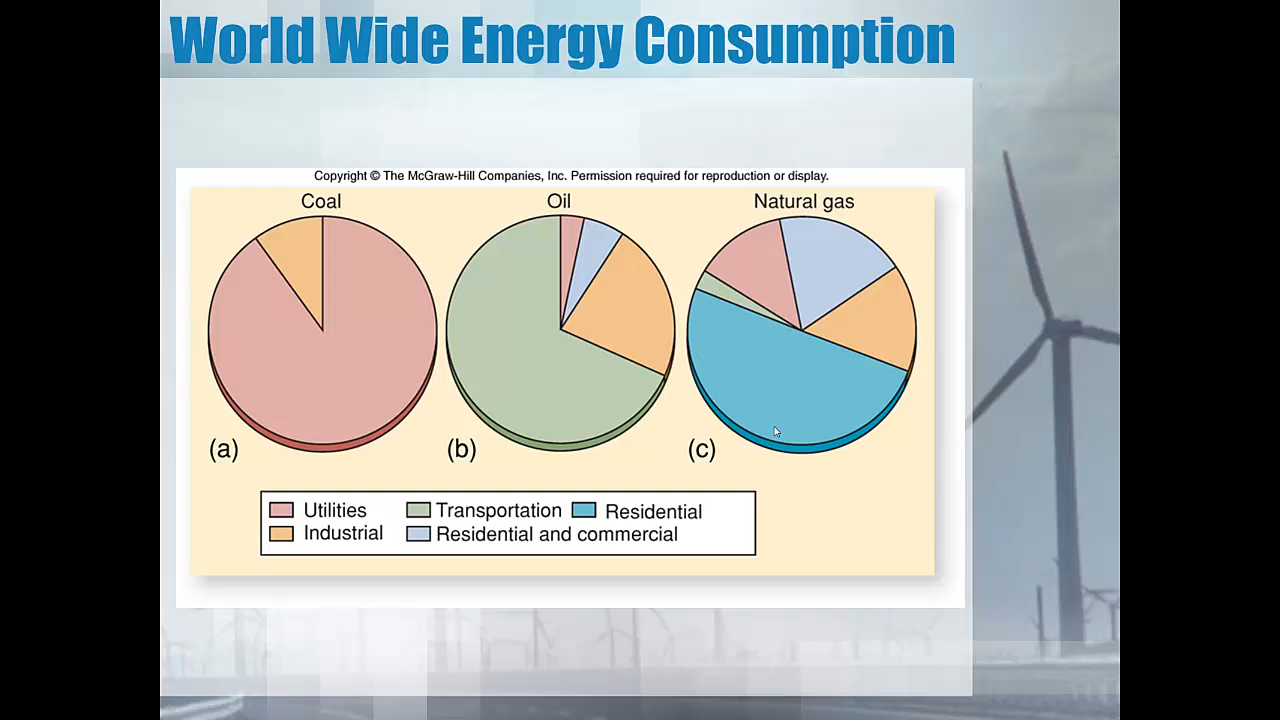 World Wide Energy Consumption
Copyright © The McGraw-Hill Companies, Inc. Permission required for reproduction or display.
Coal
Oil
Natural gas
(a)
(b)
(c)
Utilities
Transportation
Residential
Industrial
Residential and commercial